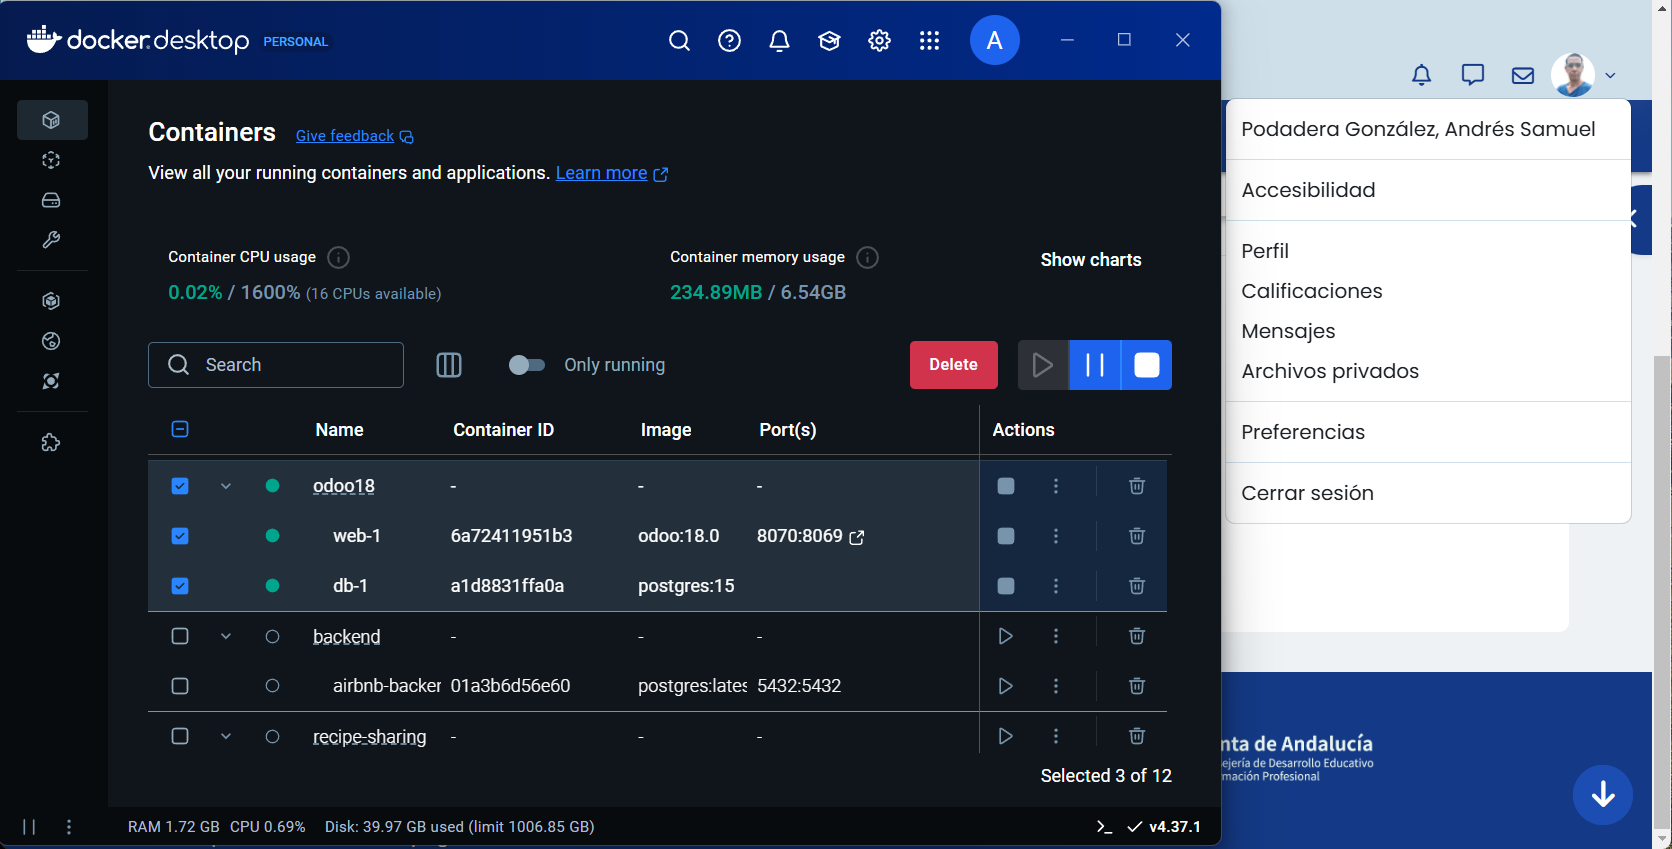 docker.desktop PERSONAL
A
Containers Give feedback
View all your running containers and applications. Learn more
Container CPU usage
0.02% / 1600% (16 CPUs available)
Container memory usage
234.89MB / 6.54GB
Show charts
Search
Only running
Delete
Name Container ID Image Port(s) Actions
odoo18 - - -
web-1 6a72411951b3 odoo:18.0 8070:8069
db-1 a1d8831ffa0a postgres:15
backend - - -
airbnb-backer 01a3b6d56e60 postgres:lates 5432:5432
recipe-sharing - - -
Selected 3 of 12
RAM 1.72 GB CPU 0.69% Disk: 39.97 GB used (limit 1006.85 GB)
v4.37.1
Podadera González, Andrés Samuel
Accesibilidad
Perfil
Calificaciones
Mensajes
Archivos privados
Preferencias
Cerrar sesión
nta de Andalucía
sejería de Desarrollo Educativo
rmación Profesional